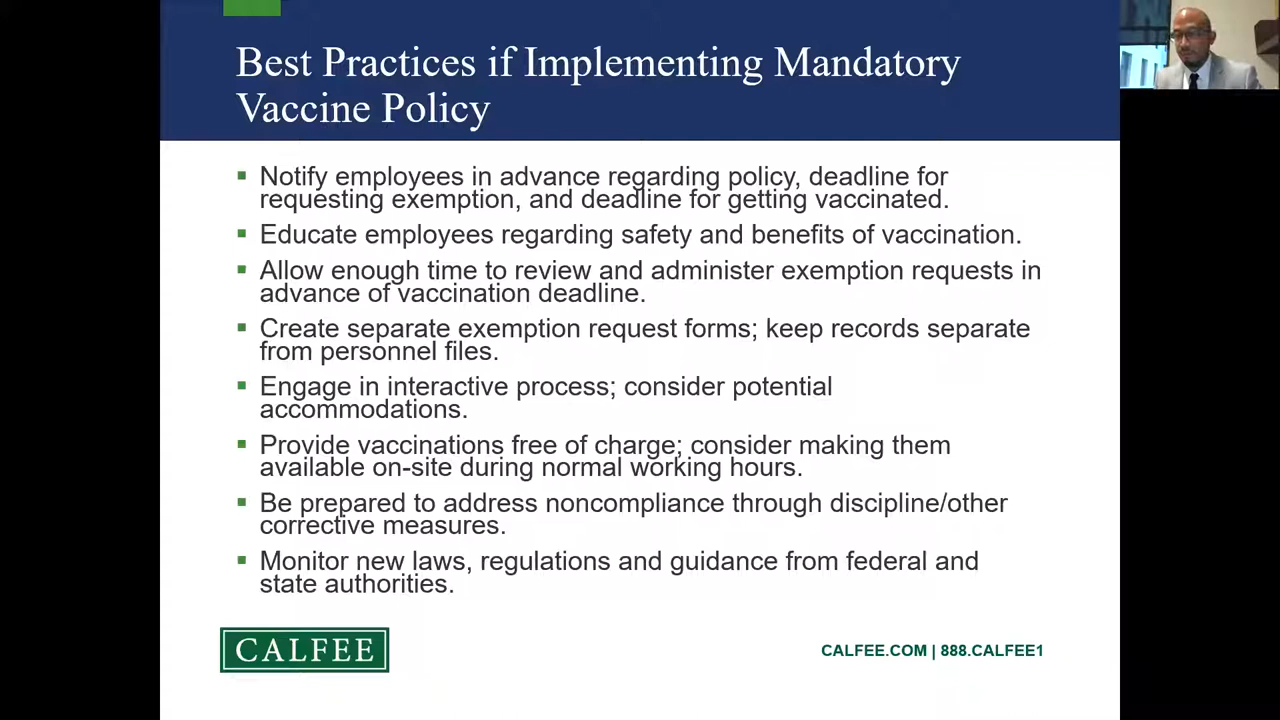 Best Practices if Implementing Mandatory
Vaccine Policy
Notify employees in advance regarding policy, deadline for
requesting exemption, and deadline for getting vaccinated.
Educate employees regarding safety and benefits of vaccination.
Allow enough time to review and administer exemption requests in
advance of vaccination deadline.
Create separate exemption request forms; keep records separate
from personnel files.
Engage in interactive process; consider potential
accommodations.
Provide vaccinations free of charge; consider making them
available on-site during normal working hours.
Be prepared to address noncompliance through discipline/other
corrective measures.
Monitor new laws, regulations and guidance from federal and
state authorities.
CALFEE
CALFEE.COM | 888.CALFEE1